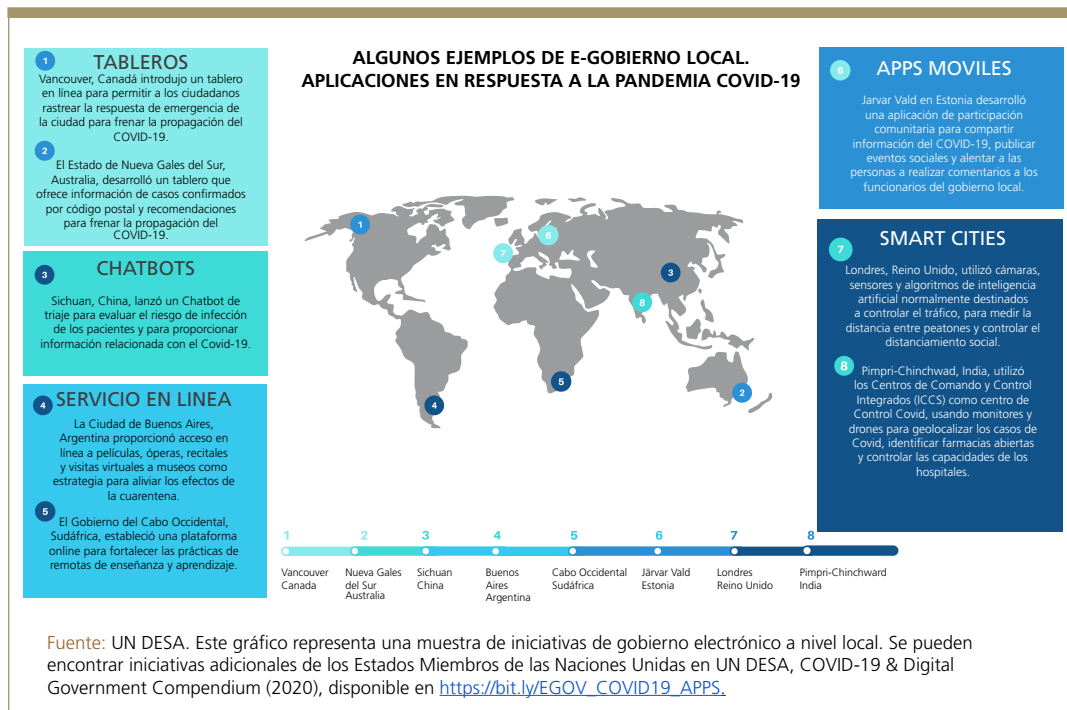 ALGUNOS EJEMPLOS DE E-GOBIERNO LOCAL.
APLICACIONES EN RESPUESTA A LA PANDEMIA COVID-19
1
TABLEROS
Vancouver, Canadá introdujo un tablero
en línea para permitir a los ciudadanos
rastrear la respuesta de emergencia de
la ciudad para frenar la propagación del
COVID-19.
2
El Estado de Nueva Gales del Sur,
Australia, desarrolló un tablero que
ofrece información de casos confirmados
por código postal y recomendaciones
para frenar la propagación del
COVID-19.
3
CHATBOTS
Sichuan, China, lanzó un Chatbot de
triaje para evaluar el riesgo de infección
de los pacientes y para proporcionar
información relacionada con el Covid-19.
4
SERVICIO EN LINEA
La Ciudad de Buenos Aires,
Argentina proporcionó acceso en
línea a películas, óperas, recitales
y visitas virtuales a museos como
estrategia para aliviar los efectos de
la cuarentena.
5
El Gobierno del Cabo Occidental,
Sudáfrica, estableció una plataforma
online para fortalecer las prácticas de
remotas de enseñanza y aprendizaje.
1
6
7
3
8
5
4
2
6
APPS MOVILES
Jarvar Vald en Estonia desarrolló
una aplicación de participación
comunitaria para compartir
información del COVID-19, publicar
eventos sociales y alentar a las
personas a realizar comentarios a los
funcionarios del gobierno local.
SMART CITIES
7
Londres, Reino Unido, utilizó cámaras,
sensores y algoritmos de inteligencia
artificial normalmente destinados
a controlar el tráfico, para medir la
distancia entre peatones y controlar el
distanciamiento social.
8
Pimpri-Chinchwad, India, utilizó
los Centros de Comando y Control
Integrados (ICCS) como centro de
Control Covid, usando monitores y
drones para geolocalizar los casos de
Covid, identificar farmacias abiertas
y controlar las capacidades de los
hospitales.
1 2 3 4 5 6 7 8
Vancouver
Canada
Nueva Gales
del Sur
Australia
Sichuan
China
Buenos
Aires
Argentina
Cabo Occidental
Sudáfrica
Järvar Vald
Estonia
Londres
Reino Unido
Pimpri-Chinchward
India
Fuente: UN DESA. Este gráfico representa una muestra de iniciativas de gobierno electrónico a nivel local. Se pueden
encontrar iniciativas adicionales de los Estados Miembros de las Naciones Unidas en UN DESA, COVID-19 & Digital
Government Compendium (2020), disponible en https://bit.ly/EGOV_COVID19_APPS.